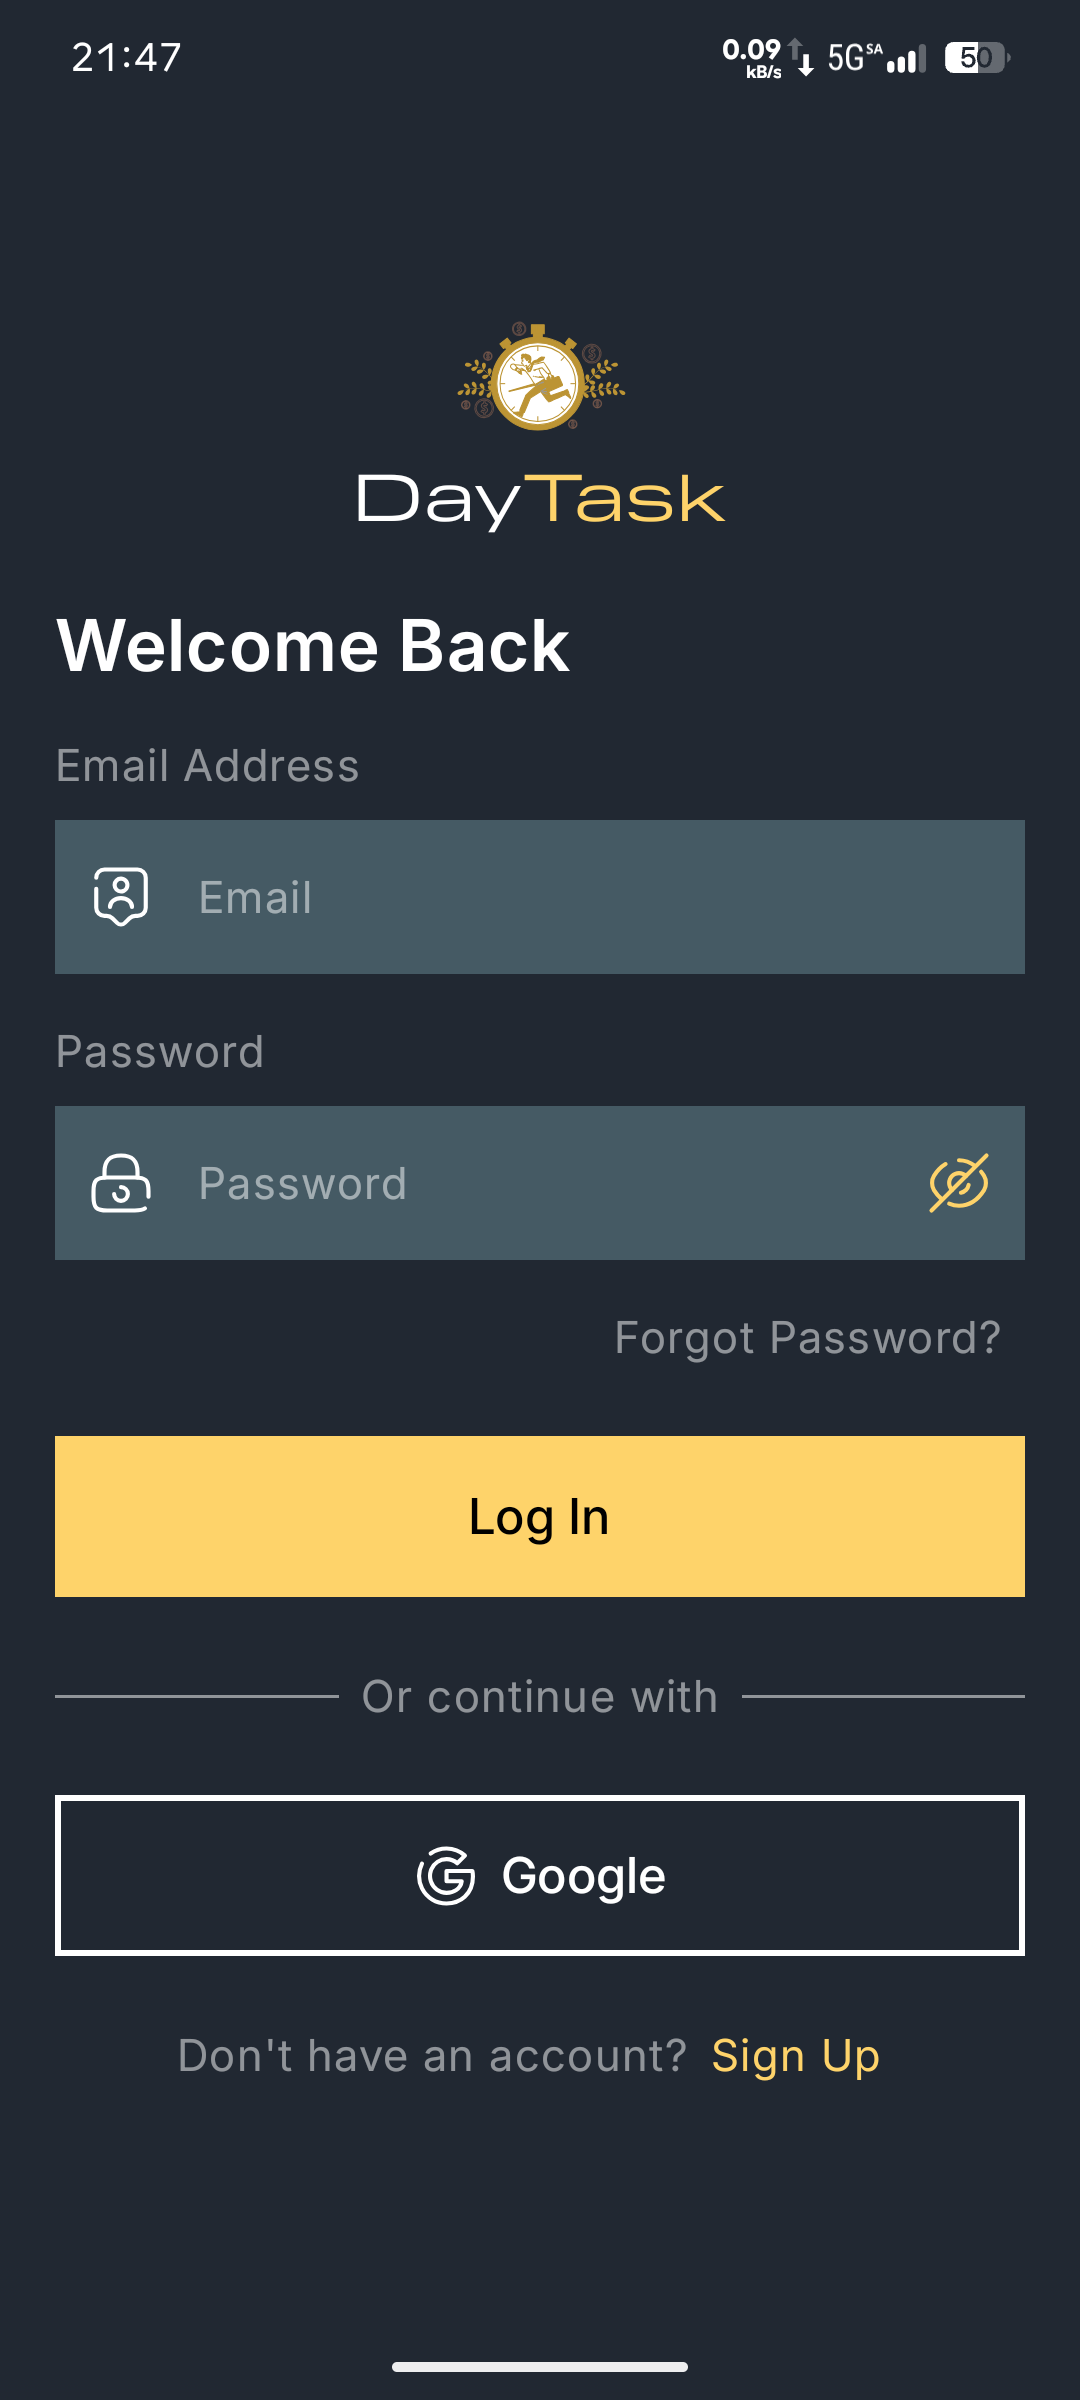 21:47
0.09 kB/s 5G SA 50
DayTask
Welcome Back
Email Address
Email
Password
Password
Forgot Password?
Log In
Or continue with
Google
Don't have an account? Sign Up